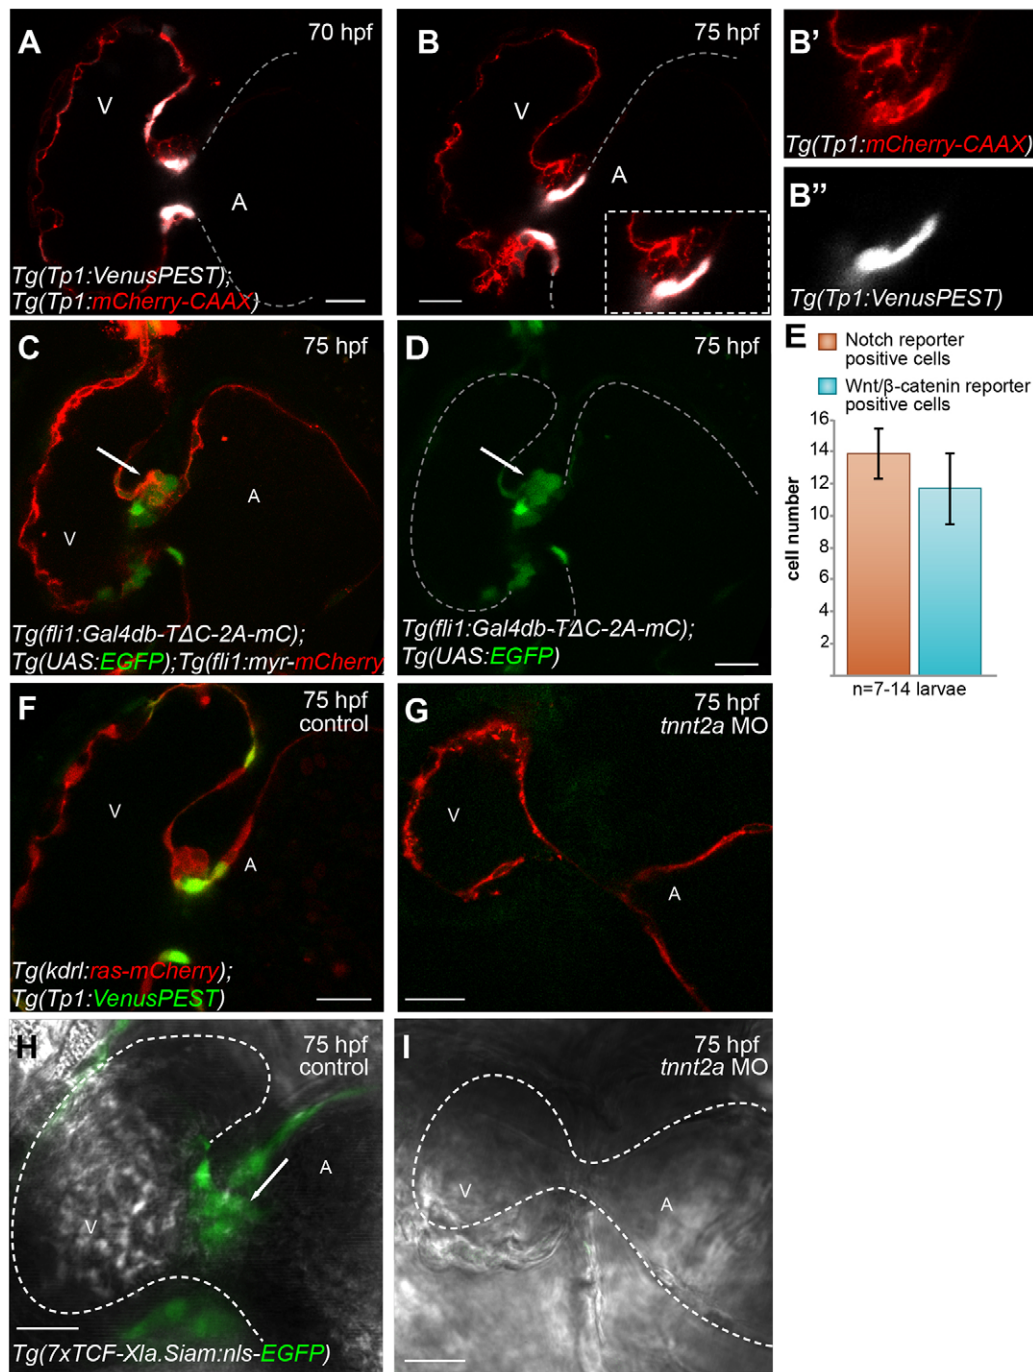 A
70 hpf
V
A
Tg(Tp1:VenusPEST);
Tg(Tp1:mCherry-CAAX)
B
75 hpf
V
A
B'
Tg(Tp1:mCherry-CAAX)
B''
Tg(Tp1:VenusPEST)
C
75 hpf
A
V
Tg(fli1:Gal4db-TΔC-2A-mC);
Tg(UAS:EGFP);Tg(fli1:myr-mCherry
D
75 hpf
Tg(fli1:Gal4db-TΔC-2A-mC);
Tg(UAS:EGFP)
E
Notch reporter
positive cells
Wnt/β-catenin reporter
positive cells
16
14
12
10
8
6
4
2
cell number
n=7-14 larvae
F
75 hpf
control
V
A
Tg(kdrl:ras-mCherry);
Tg(Tp1:VenusPEST)
G
75 hpf
tnnt2a MO
V
A
H
75 hpf
control
A
V
Tg(7xTCF-Xla.Siam:nls-EGFP)
I
75 hpf
tnnt2a MO
V
A